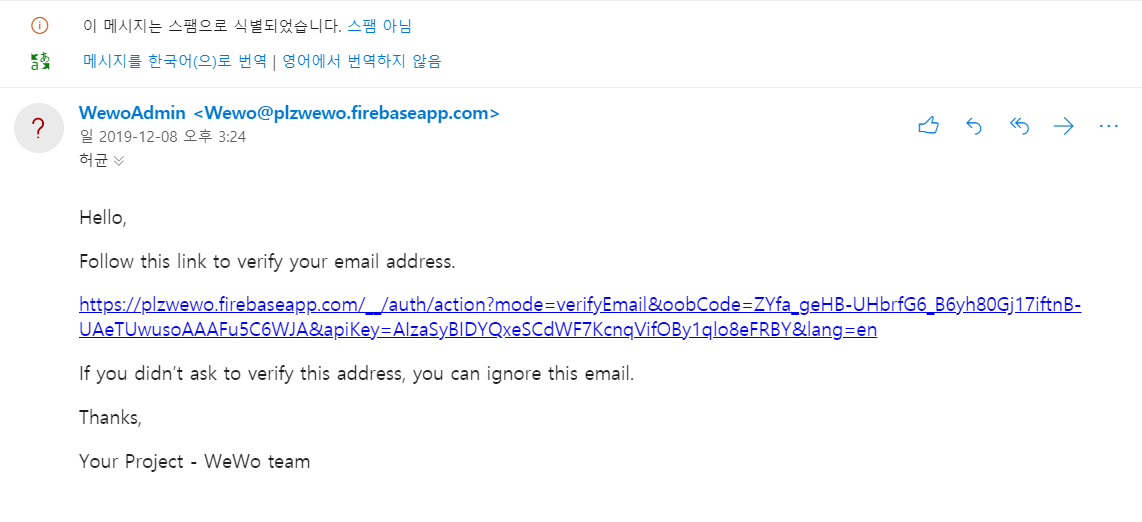 이 메시지는 스팸으로 식별되었습니다. 스팸 아님
메시지를 한국어(으)로 번역 | 영어에서 번역하지 않음
WewoAdmin <Wewo@plzwewo.firebaseapp.com>
일 2019-12-08 오후 3:24
허균
Hello,
Follow this link to verify your email address.
https://plzwewo.firebaseapp.com/__/auth/action?mode=verifyEmail&oobCode=ZYfa_geHB-UHbrfG6_B6yh80Gj17iftnB-
UAeTUwusoAAAFu5C6WJA&apiKey=AIzaSyBIDYQxeSCdWF7KcnqVifOBy1qlo8eFRBY&lang=en
If you didn’t ask to verify this address, you can ignore this email.
Thanks,
Your Project - WeWo team